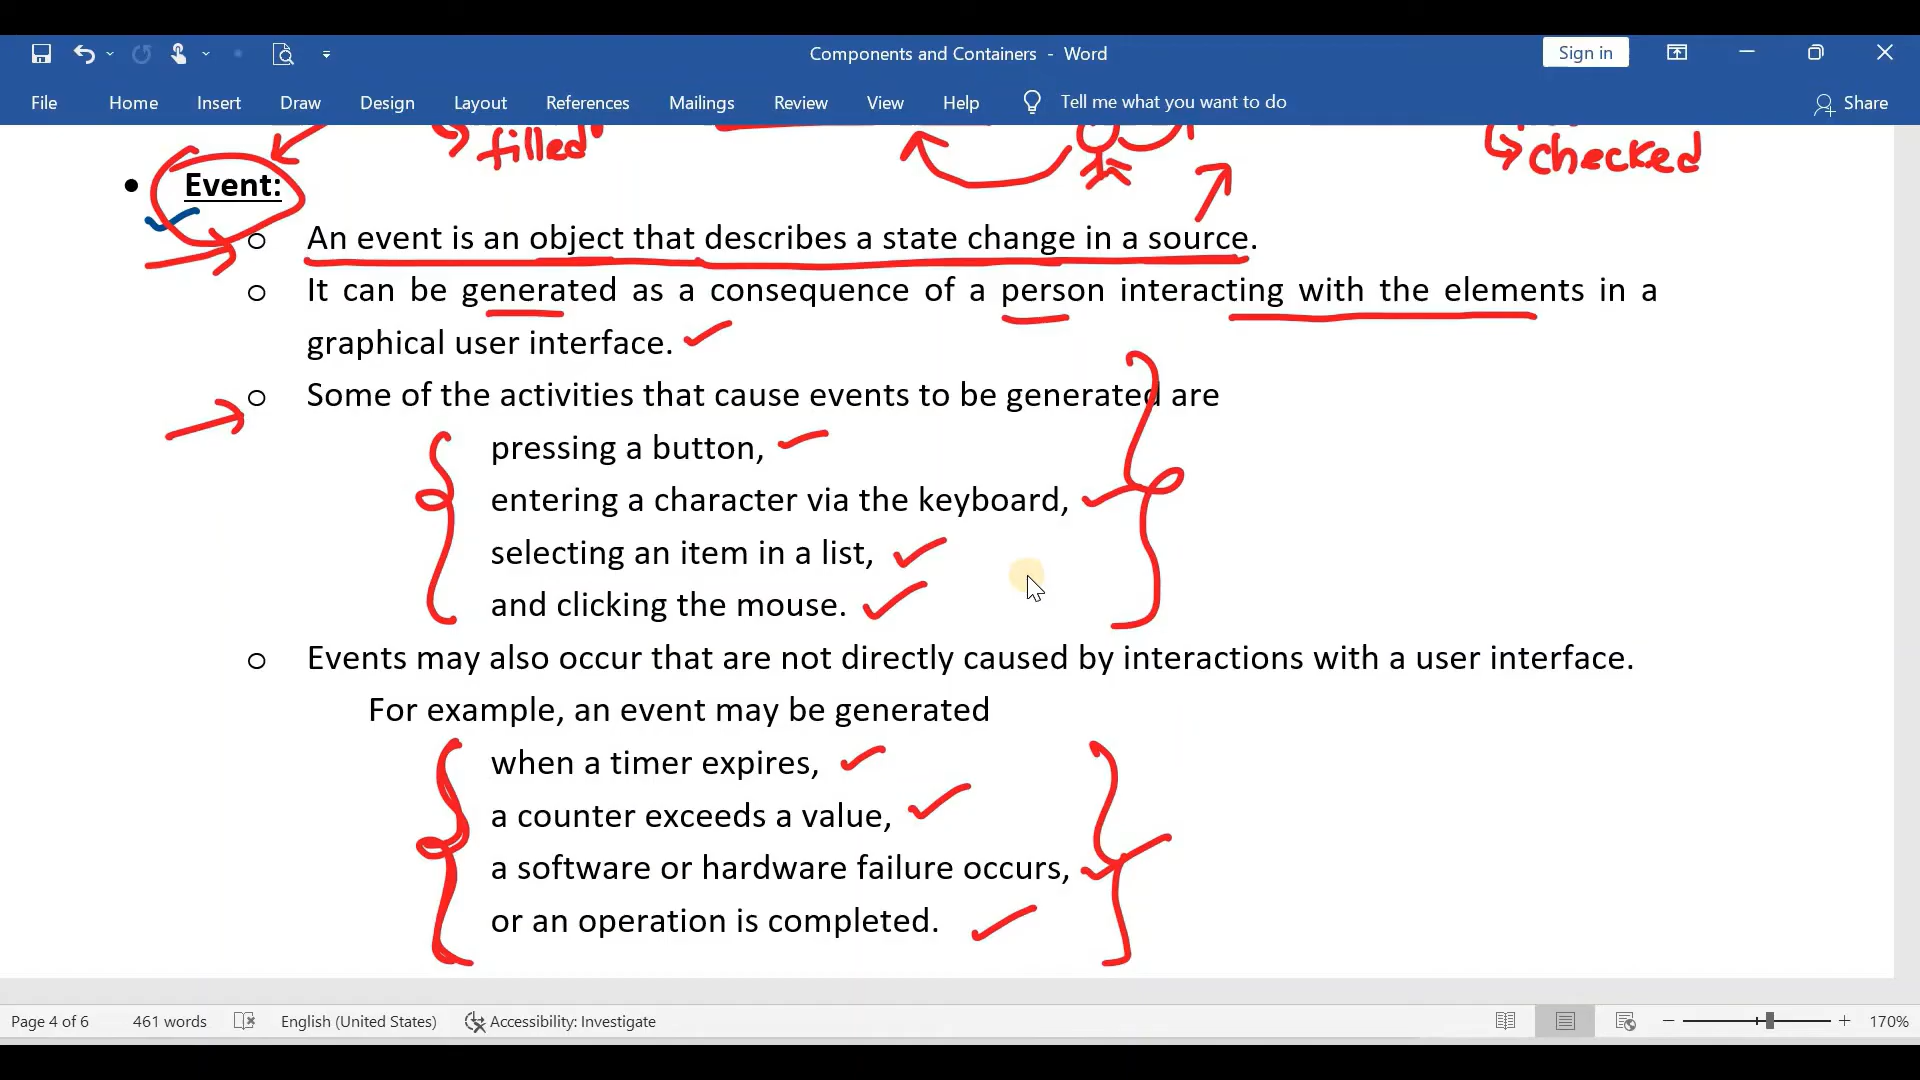 Components and Containers - Word
Sign in
File Home Insert Draw Design Layout References Mailings Review View Help Tell me what you want to do Share
filled
checked
• Event:
o An event is an object that describes a state change in a source.
o It can be generated as a consequence of a person interacting with the elements in a
graphical user interface.
o Some of the activities that cause events to be generated are
pressing a button,
entering a character via the keyboard,
selecting an item in a list,
and clicking the mouse.
o Events may also occur that are not directly caused by interactions with a user interface.
For example, an event may be generated
when a timer expires,
a counter exceeds a value,
a software or hardware failure occurs,
or an operation is completed.
Page 4 of 6 461 words English (United States) Accessibility: Investigate 170%